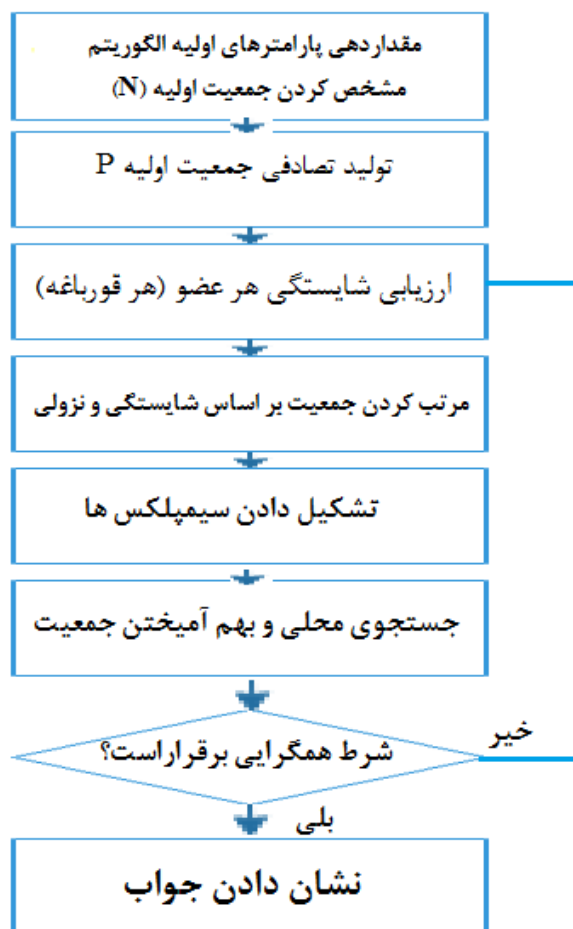 مقداردهی پارامترهای اولیه الگوریتم
مشخص کردن جمعیت اولیه (N)
تولید تصادفی جمعیت اولیه P
ارزیابی شایستگی هر عضو (هر قورباغه)
مرتب کردن جمعیت بر اساس شایستگی و نزولی
تشکیل دادن سیمپلکس ها
جستجوی محلی و بهم آمیختن جمعیت
شرط همگرایی برقراراست؟
خیر
بلی
نشان دادن جواب